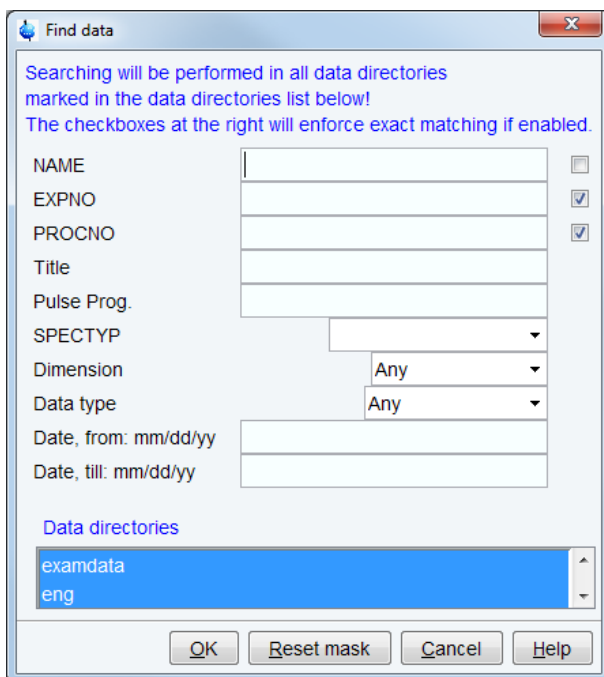 Find data
Searching will be performed in all data directories
marked in the data directories list below!
The checkboxes at the right will enforce exact matching if enabled.
NAME
EXPNO
PROCNO
Title
Pulse Prog.
SPECTYP
Dimension Any
Data type Any
Date, from: mm/dd/yy
Date, till: mm/dd/yy
Data directories
examdata
eng
OK Reset mask Cancel Help